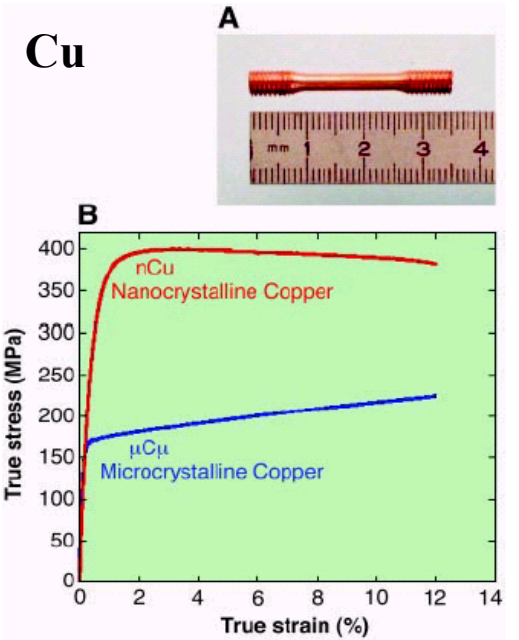 Cu
A
mm 1 2 3 4
B
400
350
300
250
200
150
100
50
0
nCu
Nanocrystalline Copper
μCμ
Microcrystalline Copper
True stress (MPa)
0 2 4 6 8 10 12 14
True strain (%)